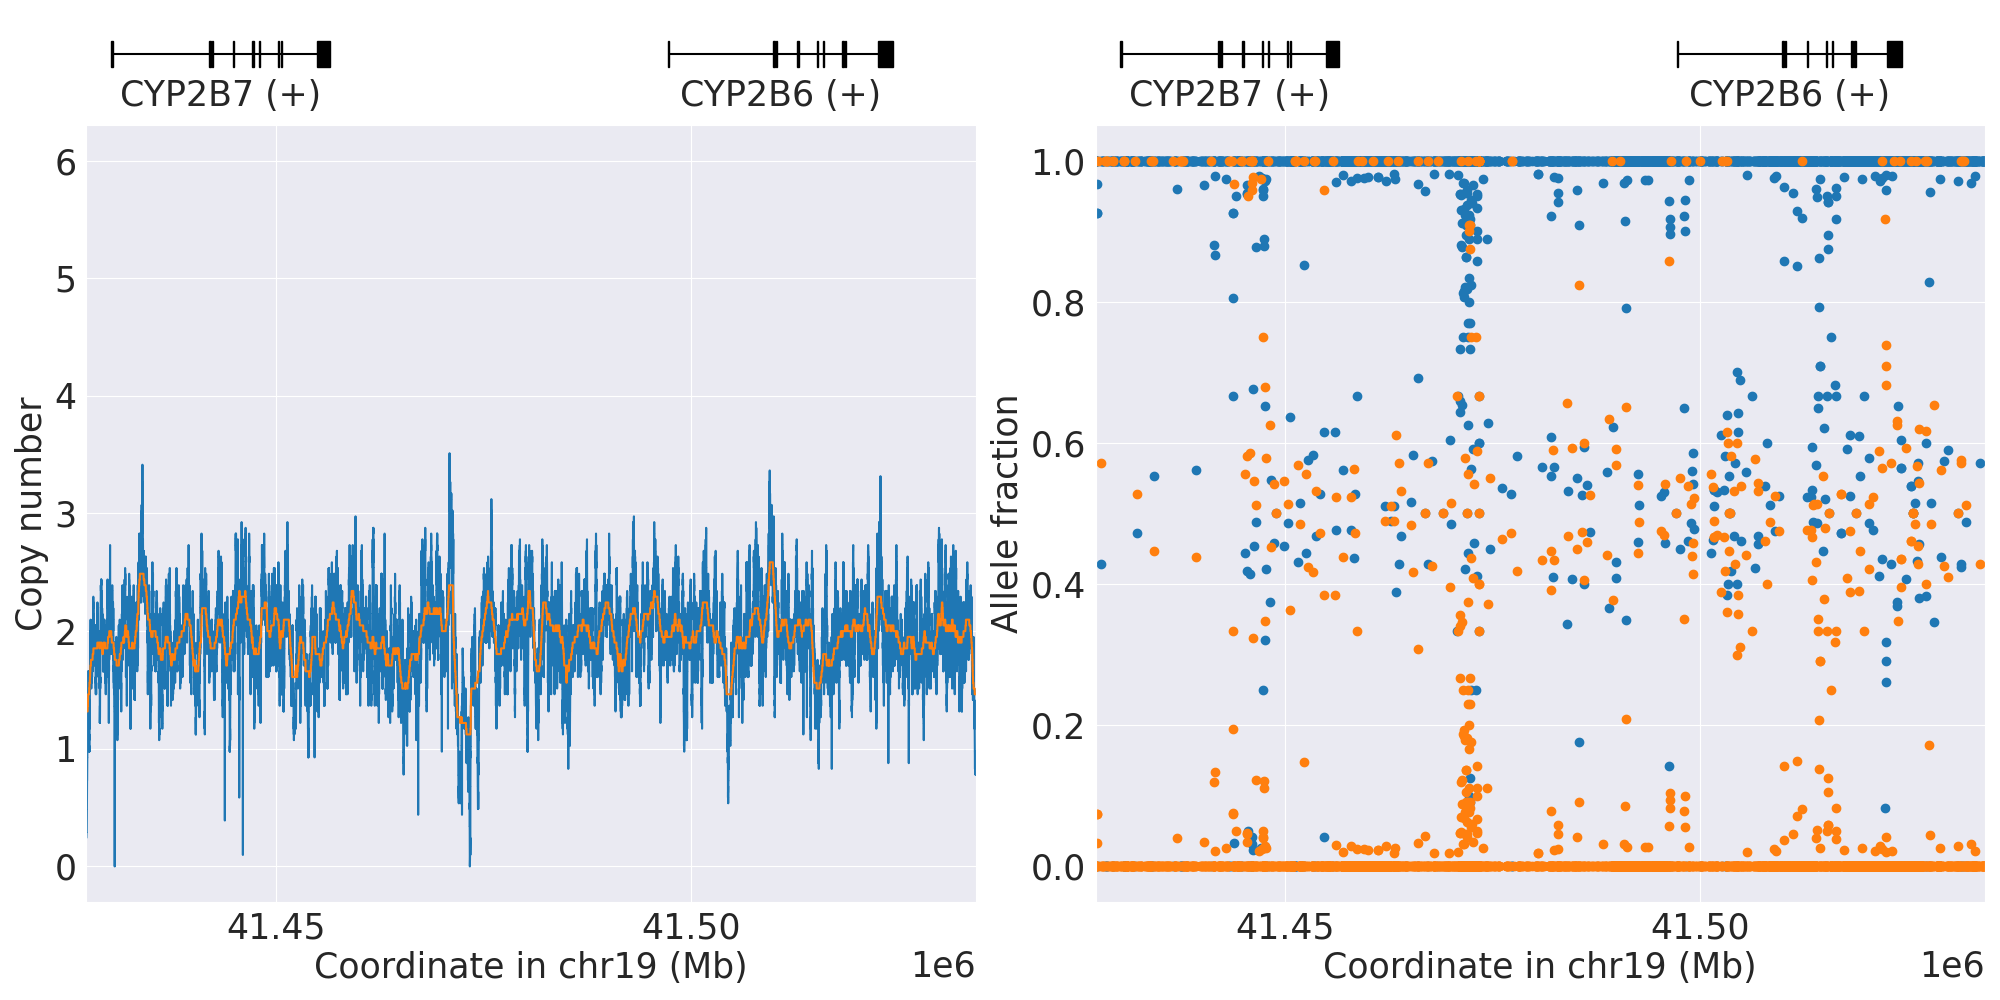 CYP2B7 (+)
CYP2B6 (+)
Copy number
6
5
4
3
2
1
0
41.45
41.50
Coordinate in chr19 (Mb)
1e6
CYP2B7 (+)
CYP2B6 (+)
Allele fraction
1.0
0.8
0.6
0.4
0.2
0.0
41.45
41.50
Coordinate in chr19 (Mb)
1e6